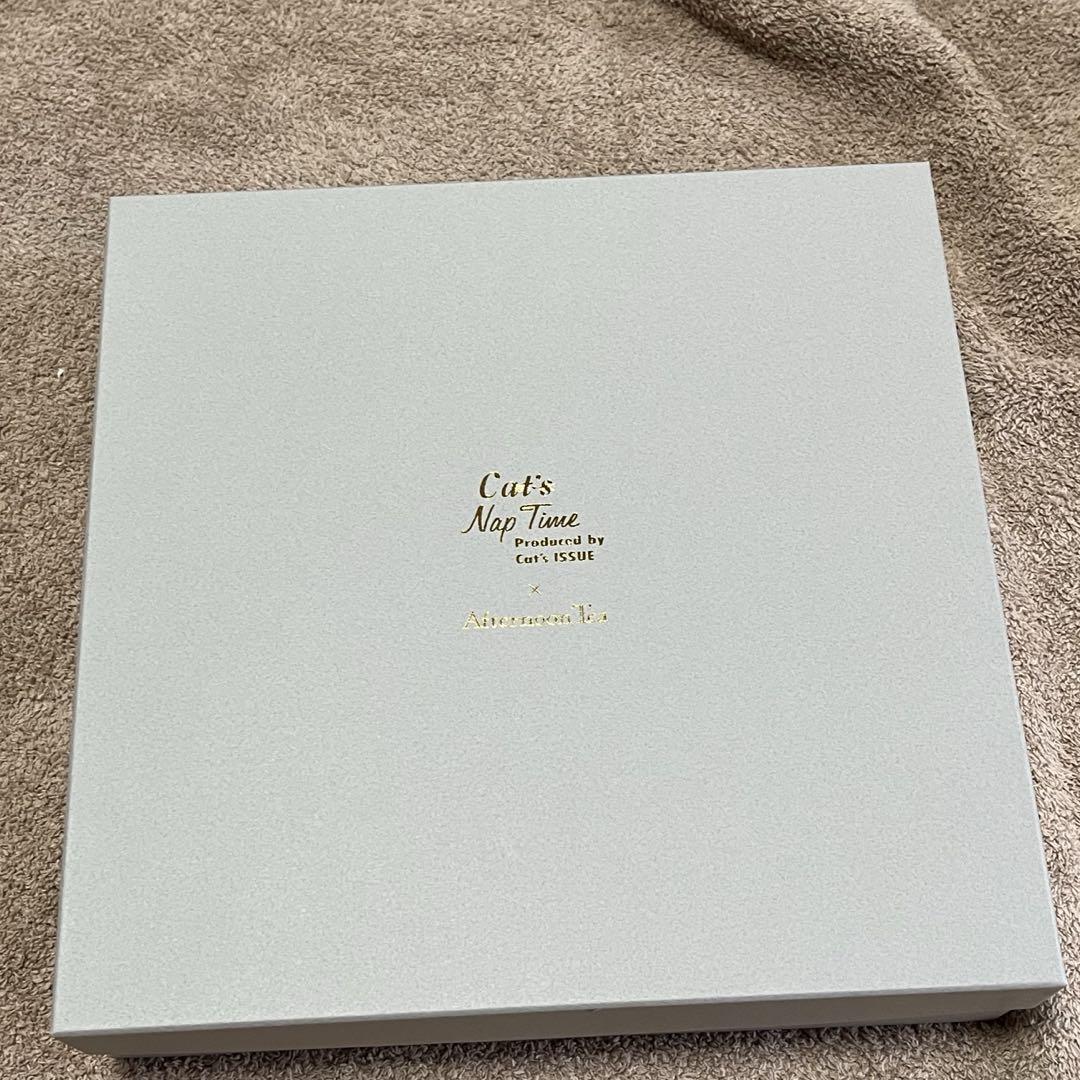 Cat's
Nap Time
Produced by
Cat's ISSUE
×
Afternoon Tea